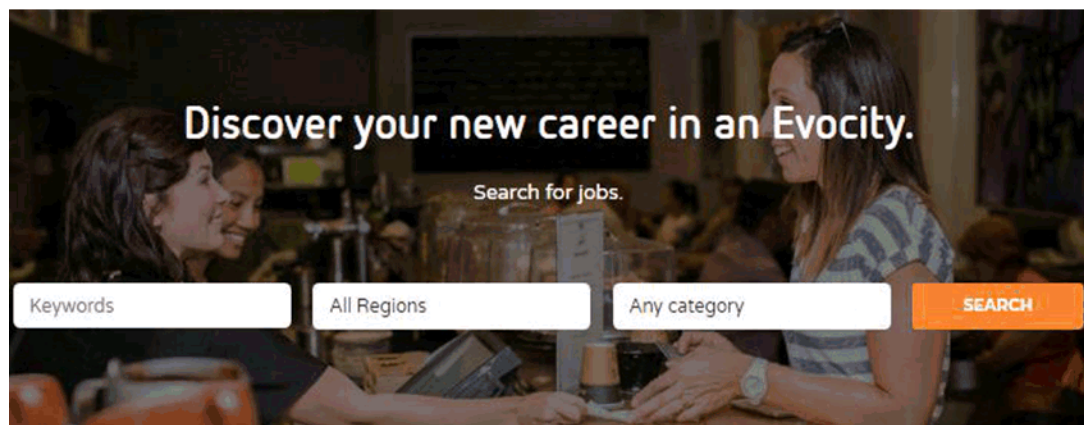 Discover your new career in an Evocity.
Search for jobs.
Keywords
All Regions
Any category
SEARCH